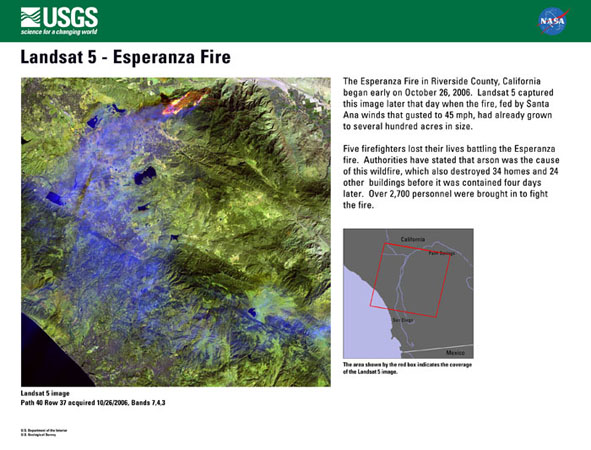 USGS
science for a changing world
NASA
Landsat 5 - Esperanza Fire
The Esperanza Fire in Riverside County, California
began early on October 26, 2006.  Landsat 5 captured
this image later that day when the fire, fed by Santa
Ana winds that gusted to 45 mph, had already grown
to several hundred acres in size.
Five firefighters lost their lives battling the Esperanza
fire.  Authorities have stated that arson was the cause
of this wildfire, which also destroyed 34 homes and 24
other  buildings before it was contained four days
later.  Over 2,700 personnel were brought in to fight
the fire.
California
Palm Springs
San Diego
Mexico
The area shown by the red box indicates the coverage
of the Landsat 5 image.
Landsat 5 image
Path 40 Row 37 acquired 10/26/2006, Bands 7,4,3
U.S. Department of the Interior
U.S. Geological Survey